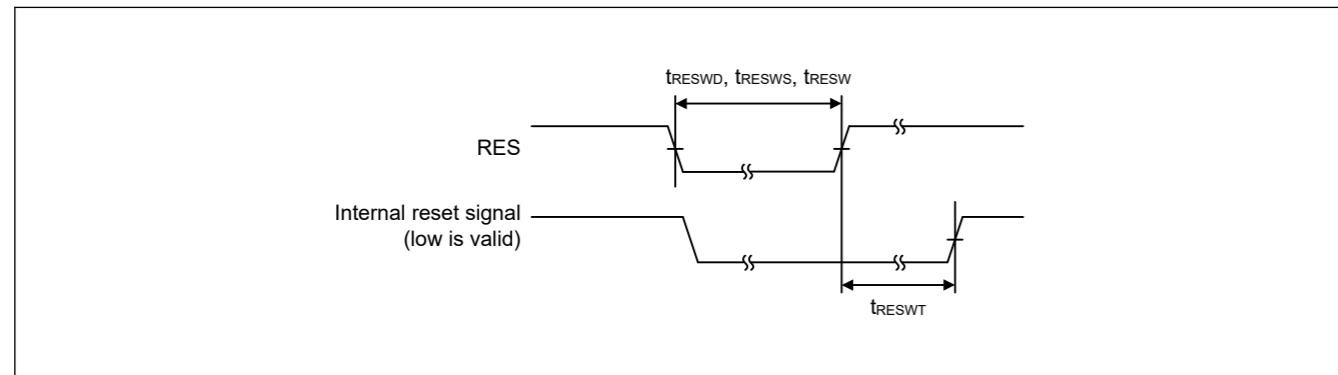 tRESWD, tRESWS, tRESW
RES
Internal reset signal
(low is valid)
tRESWT